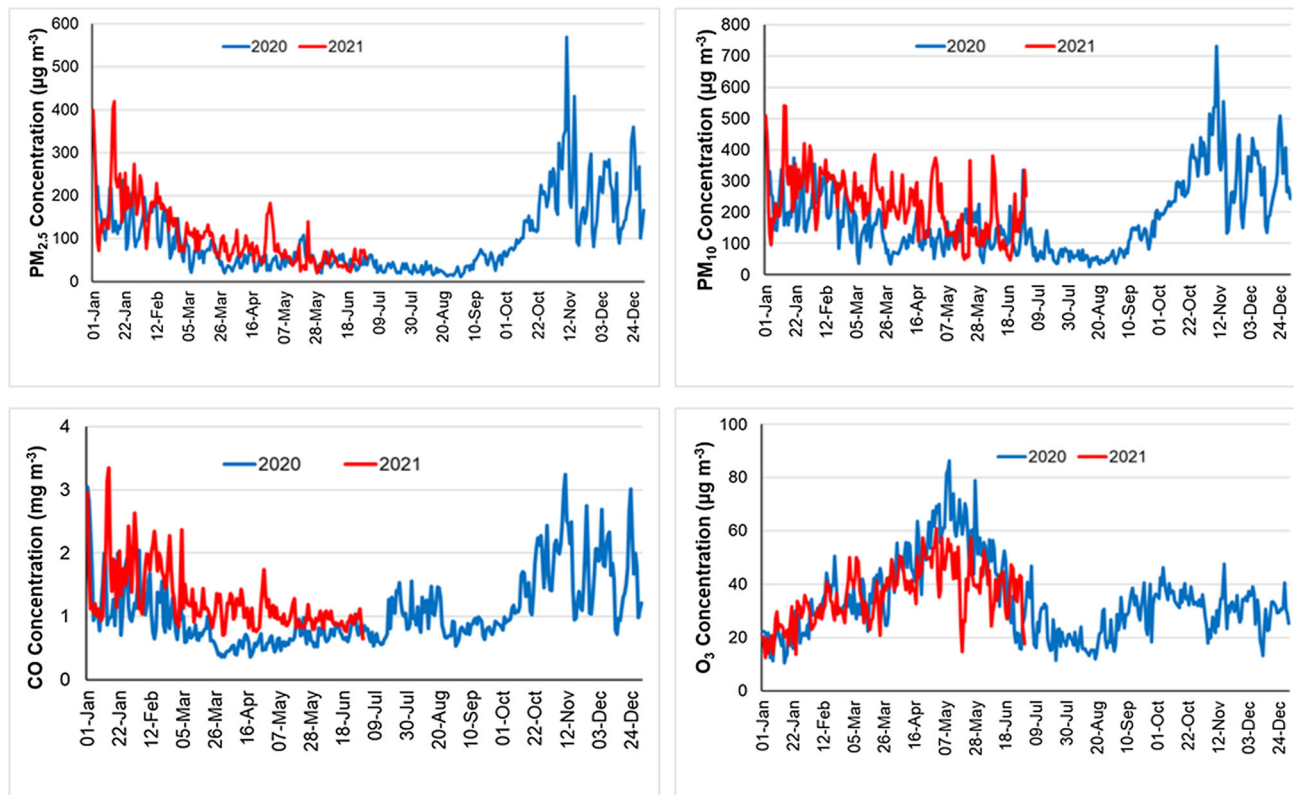 PM2.5 Concentration (µg m-3)
600
500
400
300
200
100
0
2020
2021
01-Jan
22-Jan
12-Feb
05-Mar
26-Mar
16-Apr
07-May
28-May
18-Jun
09-Jul
30-Jul
20-Aug
10-Sep
01-Oct
22-Oct
12-Nov
03-Dec
24-Dec
PM10 Concentration (µg m-3)
800
700
600
500
400
300
200
100
0
2020
2021
01-Jan
22-Jan
12-Feb
05-Mar
26-Mar
16-Apr
07-May
28-May
18-Jun
09-Jul
30-Jul
20-Aug
10-Sep
01-Oct
22-Oct
12-Nov
03-Dec
24-Dec
CO Concentration (mg m-3)
4
3
2
1
0
2020
2021
01-Jan
22-Jan
12-Feb
05-Mar
26-Mar
16-Apr
07-May
28-May
18-Jun
09-Jul
30-Jul
20-Aug
10-Sep
01-Oct
22-Oct
12-Nov
03-Dec
24-Dec
O3 Concentration (µg m-3)
100
80
60
40
20
0
2020
2021
01-Jan
22-Jan
12-Feb
05-Mar
26-Mar
16-Apr
07-May
28-May
18-Jun
09-Jul
30-Jul
20-Aug
10-Sep
01-Oct
22-Oct
12-Nov
03-Dec
24-Dec